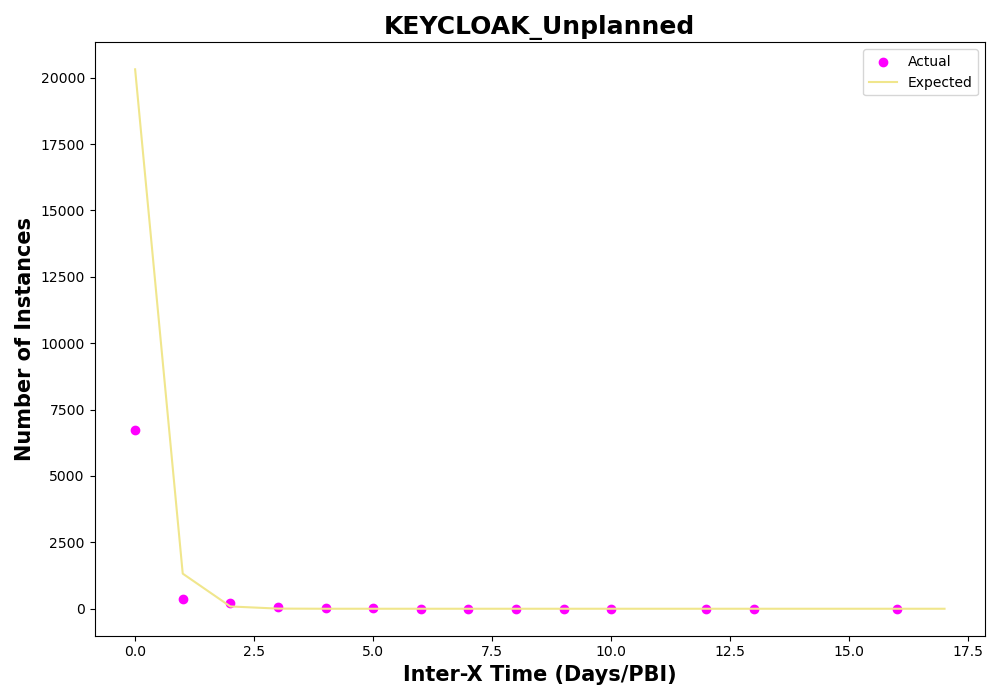 KEYCLOAK_Unplanned
Actual
Expected
20000
17500
15000
12500
10000
7500
5000
2500
0
Number of Instances
0.0 2.5 5.0 7.5 10.0 12.5 15.0 17.5
Inter-X Time (Days/PBI)